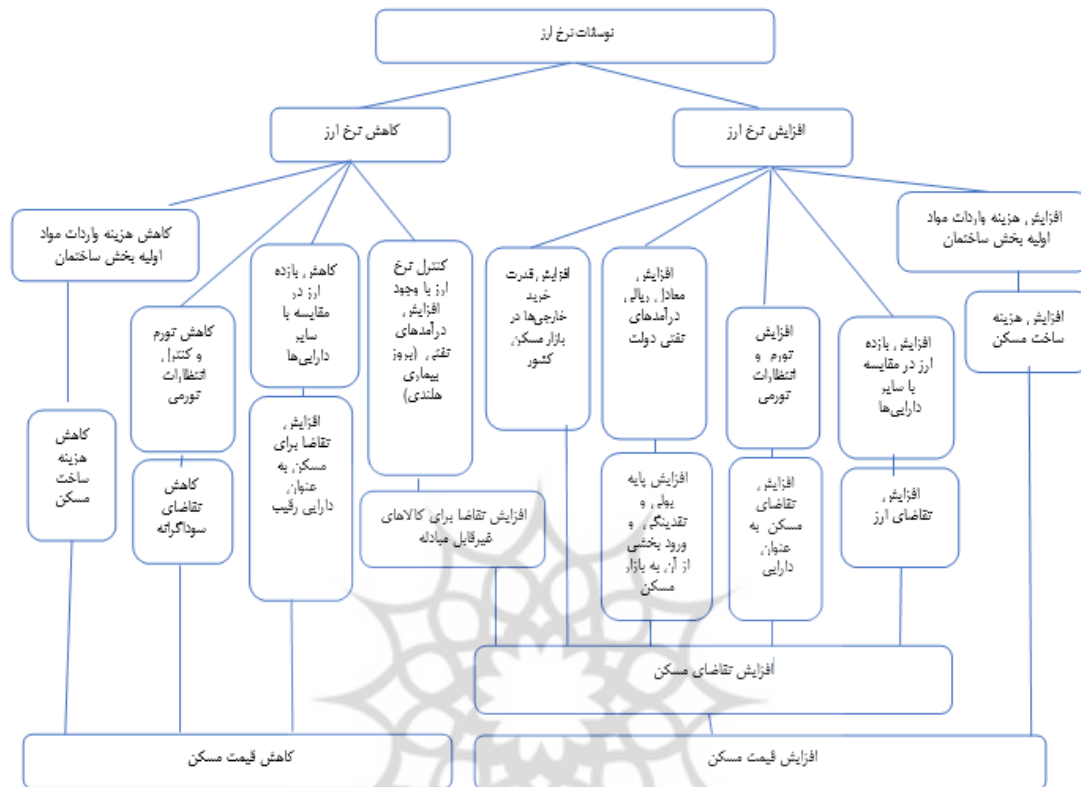 نوسانات نرخ ارز
افزایش نرخ ارز
کاهش نرخ ارز
افزایش هزینه واردات مواد
اولیه بخش ساختمان
افزایش هزینه
ساخت مسکن
افزایش بازده
ارز در مقایسه
با سایر
دارایی‌ها
افزایش
تقاضای ارز
افزایش
تورم و
انتظارات
تورمی
افزایش
تقاضای
مسکن به
عنوان
دارایی
افزایش
معادل ریالی
درآمدهای
نفتی دولت
افزایش پایه
پولی و
نقدینگی و
ورود بخشی
از آن به بازار
مسکن
افزایش قدرت
خرید
خارجی‌ها در
بازار مسکن
کشور
کنترل نرخ
ارز با وجود
افزایش
درآمدهای
نفتی (بروز
بیماری
هلندی)
افزایش تقاضا برای کالاهای
غیرقابل مبادله
کاهش بازده
ارز در
مقایسه با
سایر
دارایی‌ها
افزایش
تقاضا برای
مسکن به
عنوان
دارایی رقیب
کاهش تورم
و کنترل
انتظارات
تورمی
کاهش
تقاضای
سوداگرانه
کاهش هزینه واردات مواد
اولیه بخش ساختمان
کاهش
هزینه
ساخت
مسکن
افزایش تقاضای مسکن
افزایش قیمت مسکن
کاهش قیمت مسکن